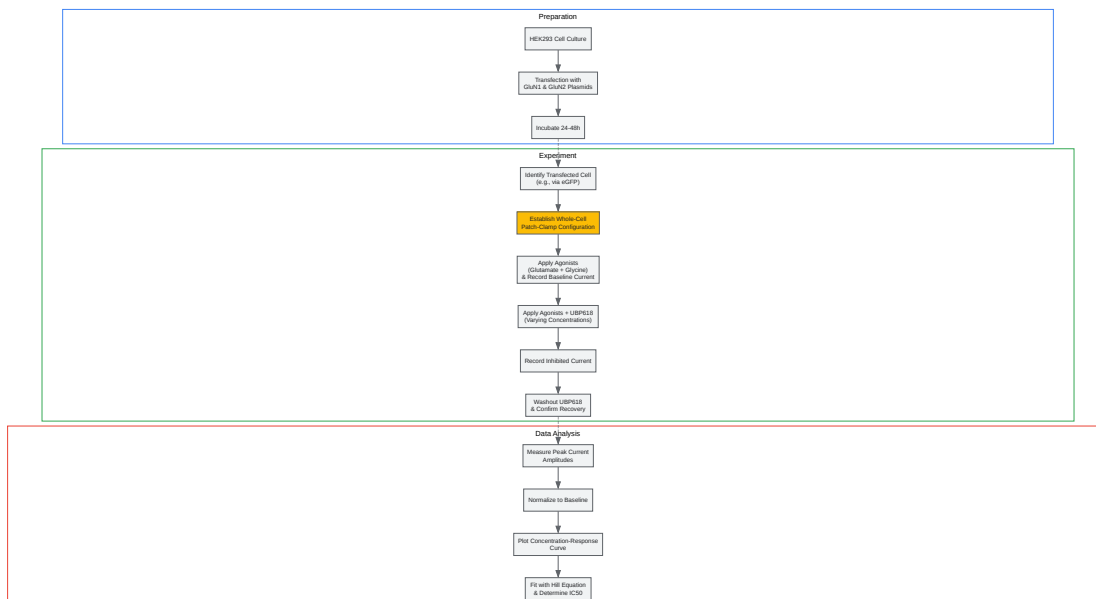 Preparation
HEK293 Cell Culture
Transfection with
GluN1 & GluN2 Plasmids
Incubate 24-48h
Experiment
Identify Transfected Cell
(e.g., via eGFP)
Establish Whole-Cell
Patch-Clamp Configuration
Apply Agonists
(Glutamate + Glycine)
& Record Baseline Current
Apply Agonists + UBP618
(Varying Concentrations)
Record Inhibited Current
Washout UBP618
& Confirm Recovery
Data Analysis
Measure Peak Current
Amplitudes
Normalize to Baseline
Plot Concentration-Response
Curve
Fit with Hill Equation
& Determine IC50